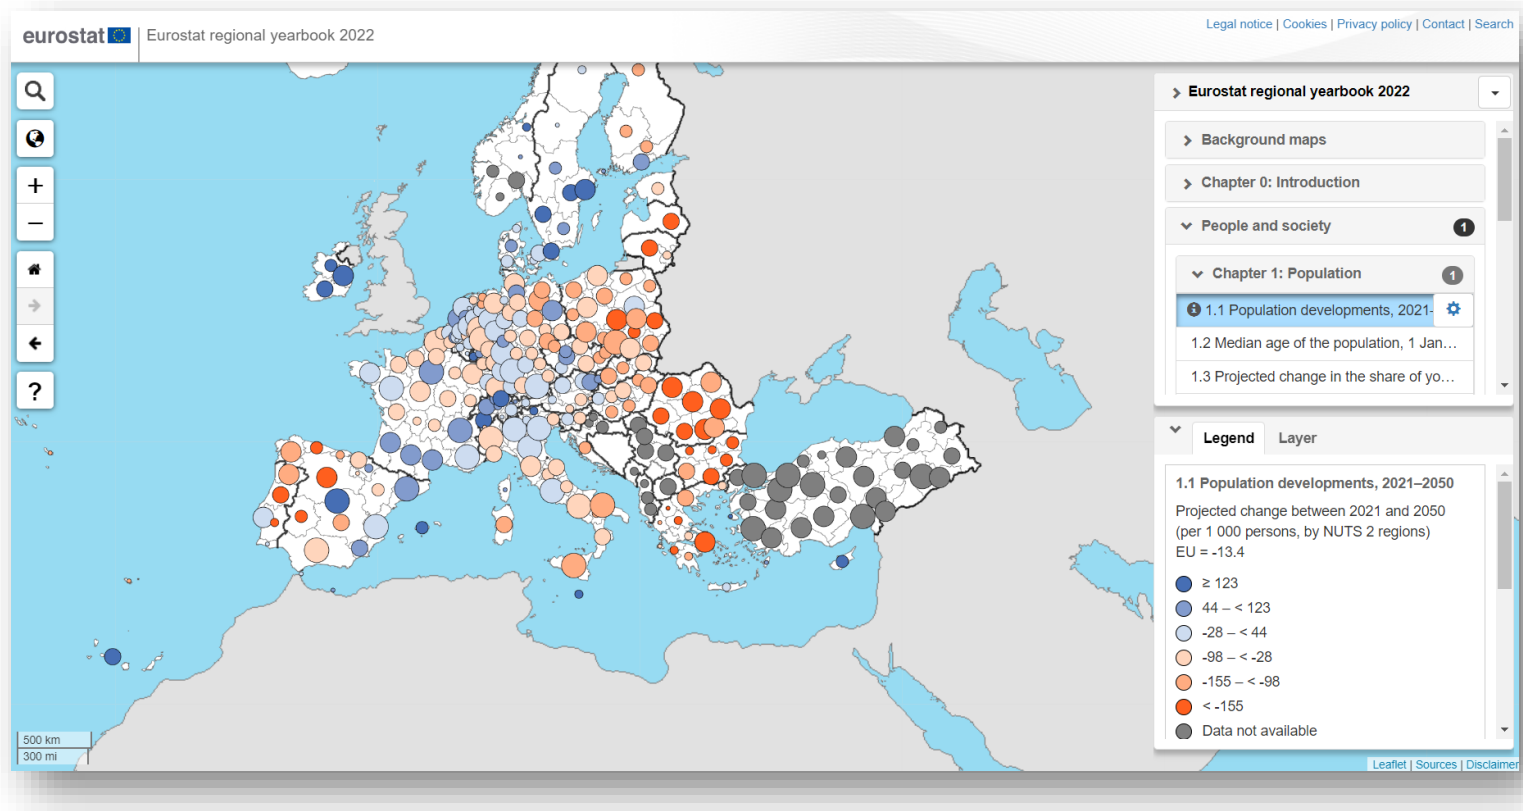 eurostat
Eurostat regional yearbook 2022
Legal notice | Cookies | Privacy policy | Contact | Search
+
−
?
500 km
300 mi
Eurostat regional yearbook 2022
Background maps
Chapter 0: Introduction
People and society
1
Chapter 1: Population
1
1.1 Population developments, 2021-
1.2 Median age of the population, 1 Jan...
1.3 Projected change in the share of yo...
Legend
Layer
1.1 Population developments, 2021–2050
Projected change between 2021 and 2050
(per 1 000 persons, by NUTS 2 regions)
EU = -13.4
≥ 123
44 – < 123
-28 – < 44
-98 – < -28
-155 – < -98
< -155
Data not available
Leaflet | Sources | Disclaimer